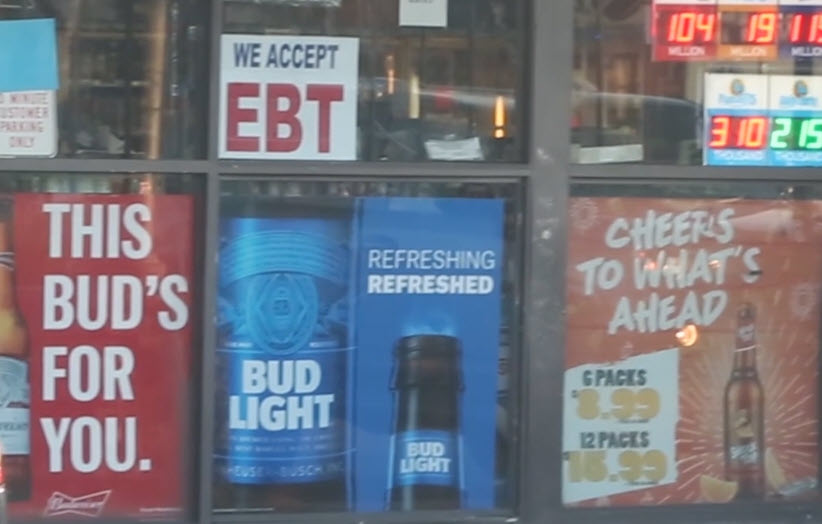 WE ACCEPT
EBT
MINUTE
CUSTOMER
PARKING
ONLY
104
MILLION
19
MILLION
310
THOUSAND
215
THOUSAND
THIS
BUD'S
FOR
YOU.
Budweiser
BUD
LIGHT
REFRESHING
REFRESHED
BUD
LIGHT
CHEERS
TO WHAT'S
AHEAD
6 PACKS
$8.99
12 PACKS
$15.99